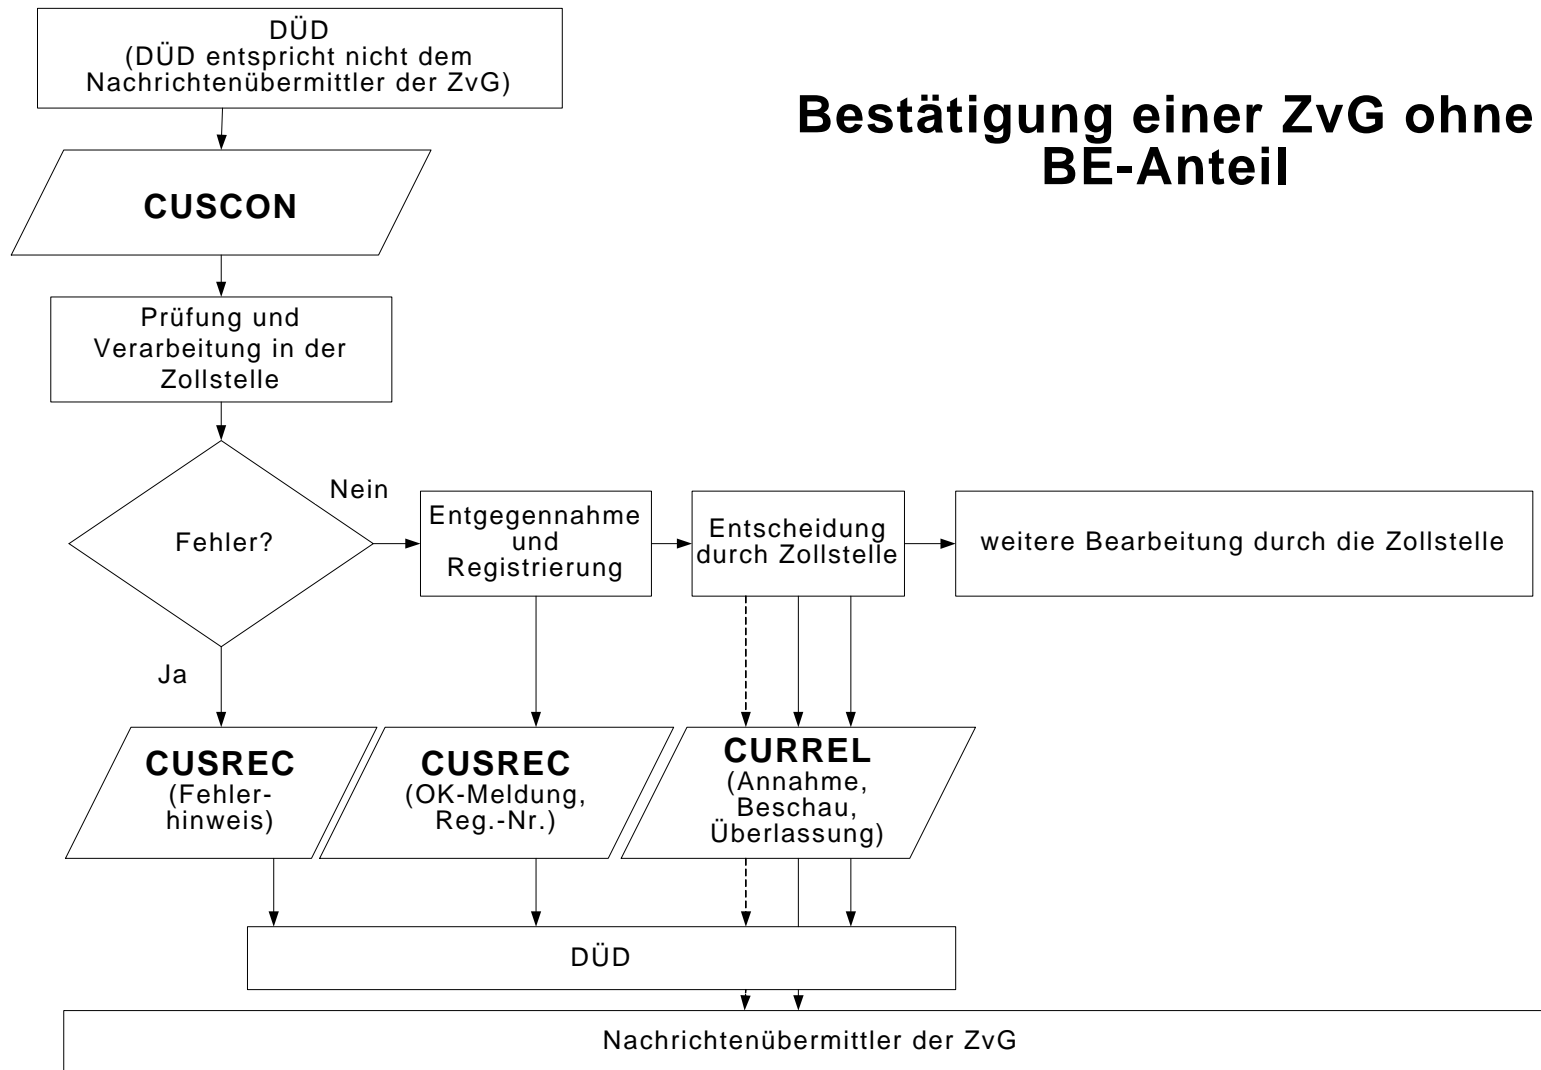 DÜD
(DÜD entspricht nicht dem
Nachrichtenübermittler der ZvG)
Bestätigung einer ZvG ohne
BE-Anteil
CUSCON
Prüfung und
Verarbeitung in der
Zollstelle
Fehler?
Nein
Entgegennahme
und
Registrierung
Entscheidung
durch Zollstelle
weitere Bearbeitung durch die Zollstelle
Ja
CUSREC
(Fehler-
hinweis)
CUSREC
(OK-Meldung,
Reg.-Nr.)
CURREL
(Annahme,
Beschau,
Überlassung)
DÜD
Nachrichtenübermittler der ZvG